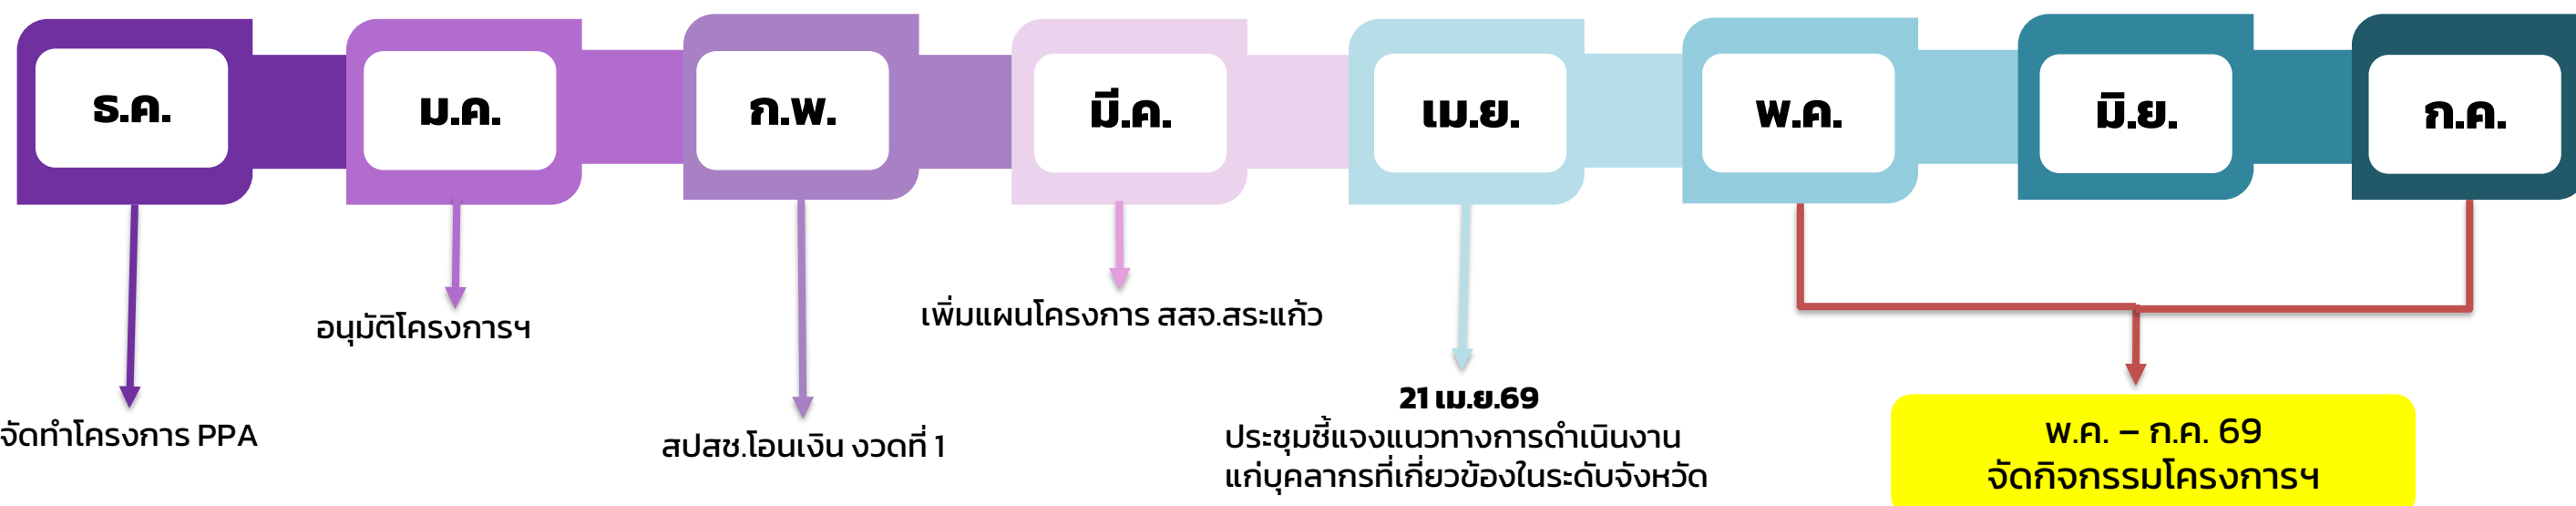 ธ.ค.
ม.ค.
ก.พ.
มี.ค.
เม.ย.
พ.ค.
มิ.ย.
ก.ค.
จัดทำโครงการ PPA
อนุมัติโครงการฯ
สปสช.โอนเงิน งวดที่ 1
เพิ่มแผนโครงการ สสจ.สระแก้ว
21 เม.ย.69
ประชุมชี้แจงแนวทางการดำเนินงาน
แก่บุคลากรที่เกี่ยวข้องในระดับจังหวัด
พ.ค. – ก.ค. 69
จัดกิจกรรมโครงการฯ